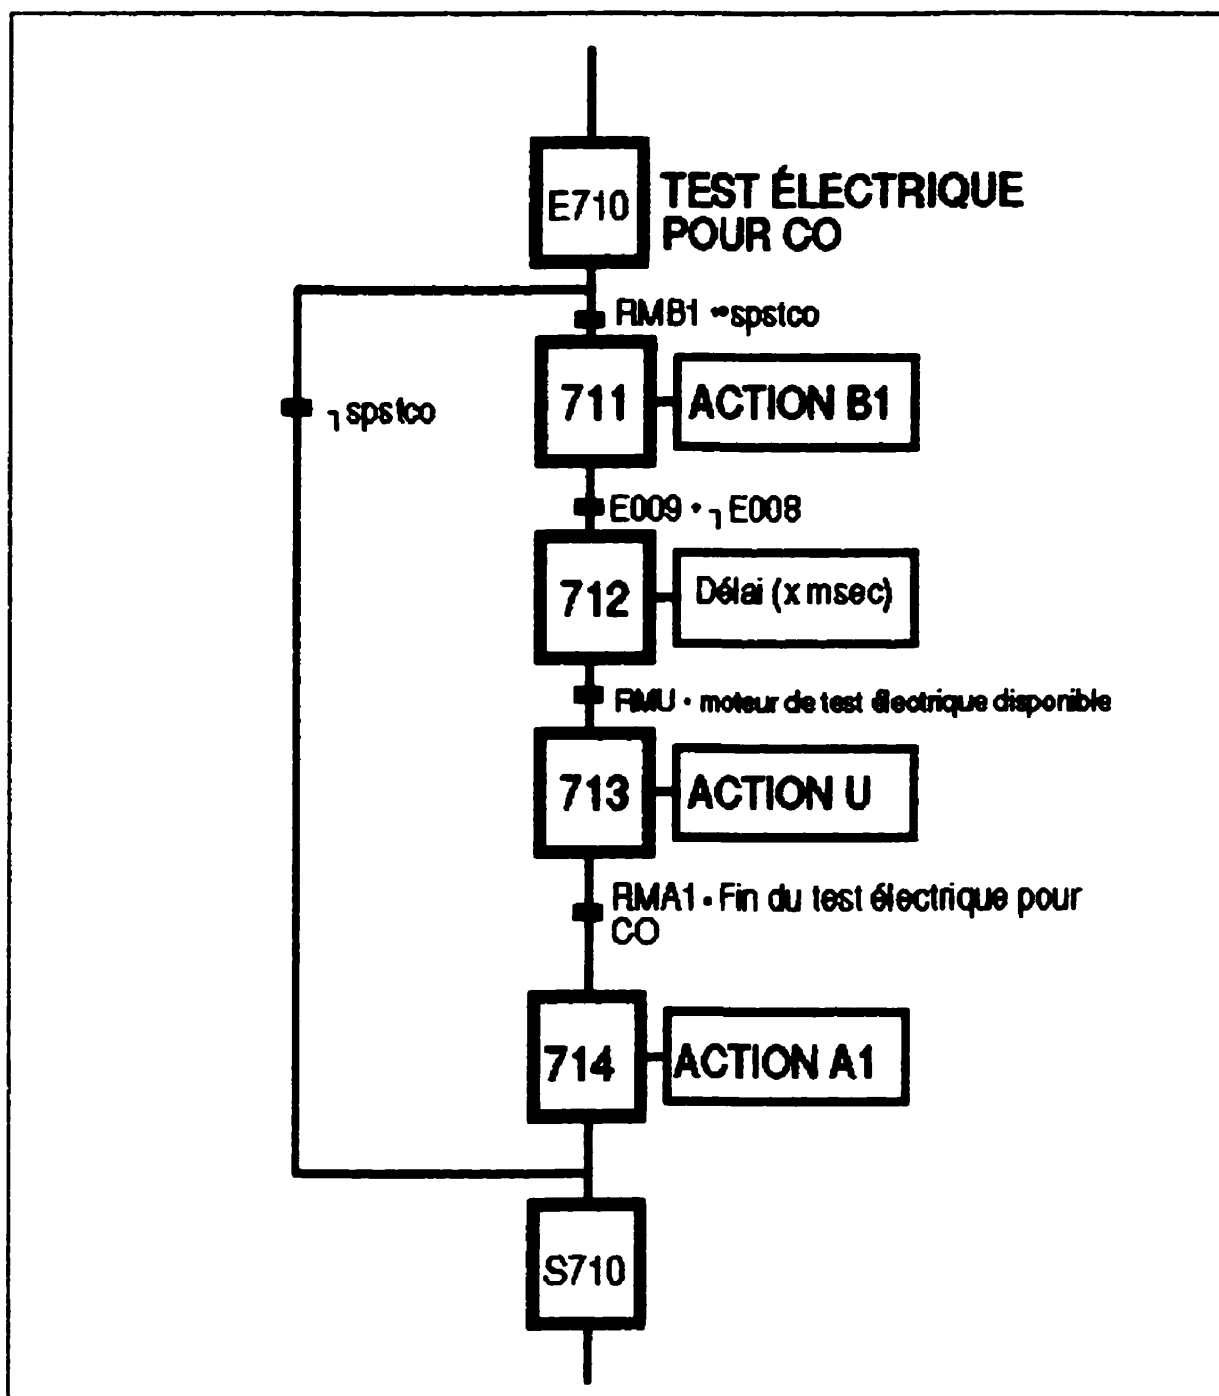 E710
TEST ÉLECTRIQUE
POUR CO
RMB1 • spstco
711
ACTION B1
┐spstco
E009 • ┐E008
712
Délai (x msec)
RMU • moteur de test électrique disponible
713
ACTION U
RMA1 • Fin du test électrique pour
CO
714
ACTION A1
S710